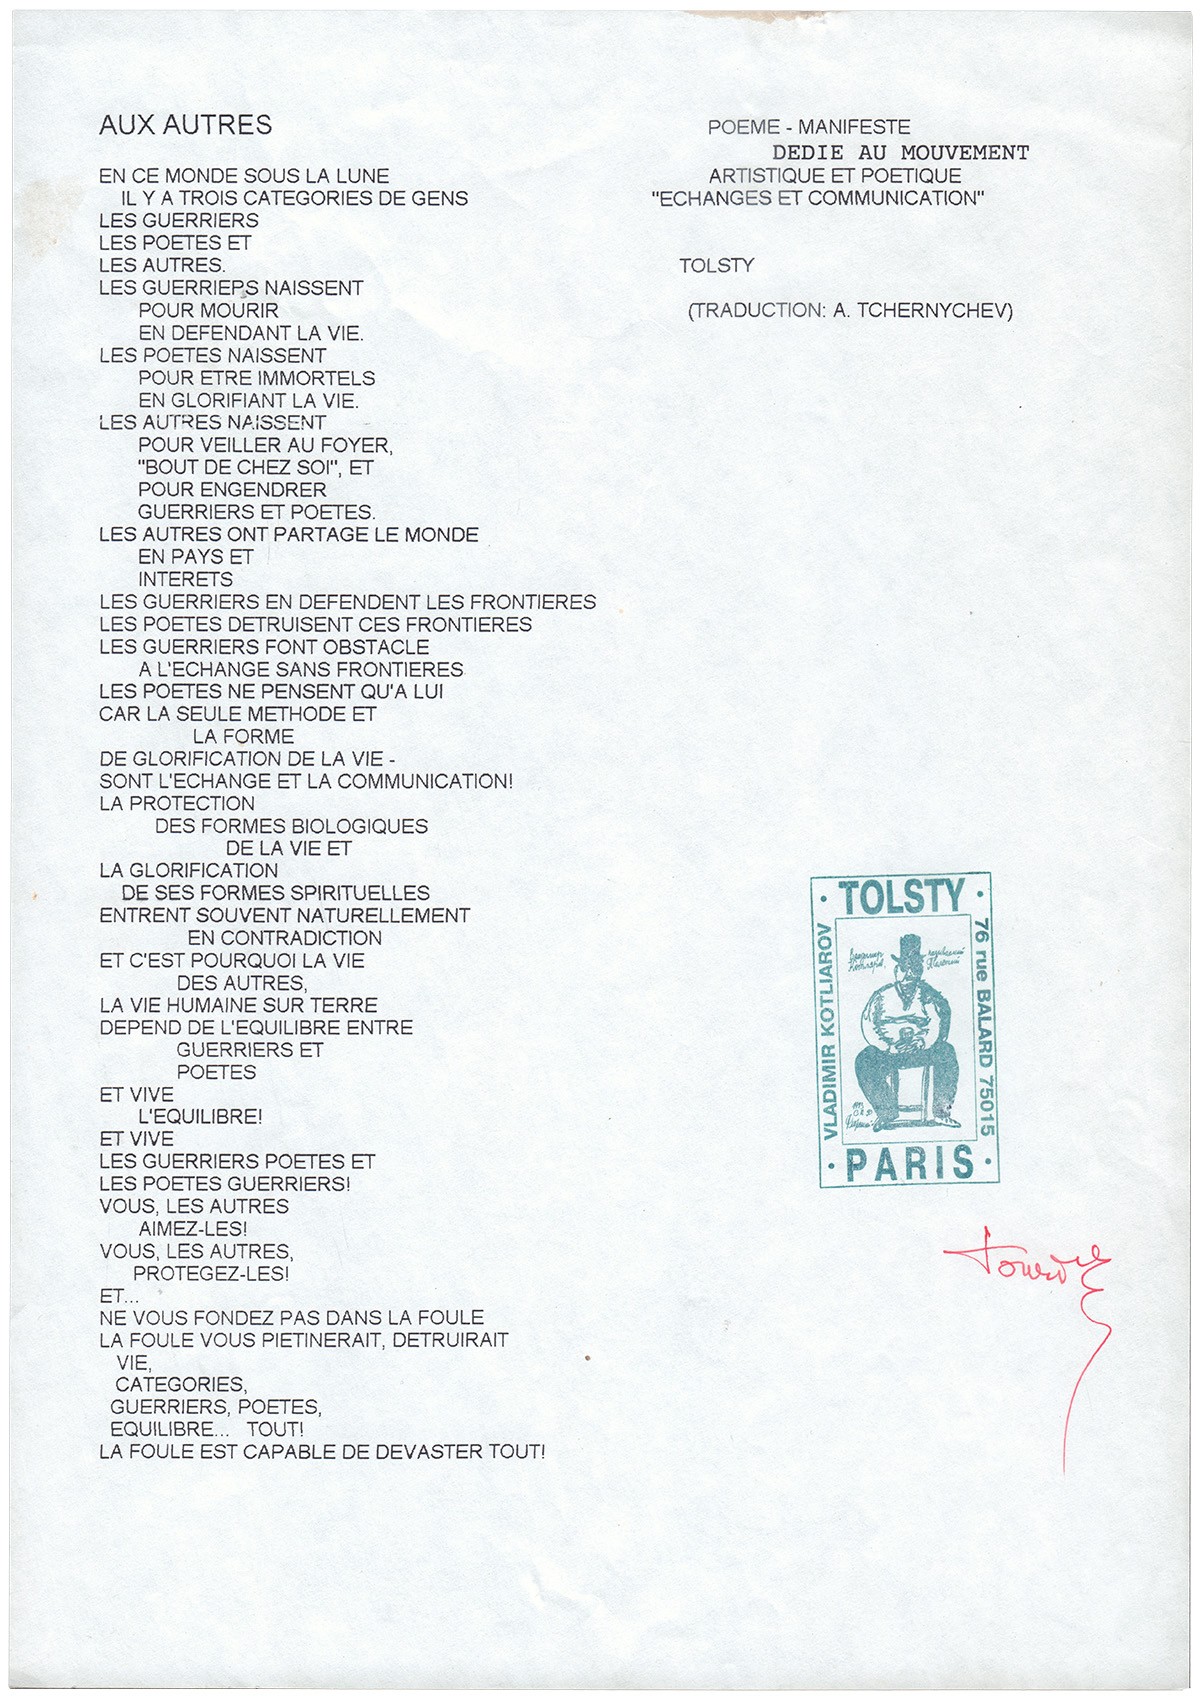 AUX AUTRES
EN CE MONDE SOUS LA LUNE
IL Y A TROIS CATEGORIES DE GENS
LES GUERRIERS
LES POETES ET
LES AUTRES.
LES GUERRIERS NAISSENT
POUR MOURIR
EN DEFENDANT LA VIE.
LES POETES NAISSENT
POUR ETRE IMMORTELS
EN GLORIFIANT LA VIE.
LES AUTRES NAISSENT
POUR VEILLER AU FOYER,
"BOUT DE CHEZ SOI", ET
POUR ENGENDRER
GUERRIERS ET POETES.
LES AUTRES ONT PARTAGE LE MONDE
EN PAYS ET
INTERETS
LES GUERRIERS EN DEFENDENT LES FRONTIERES
LES POETES DETRUISENT CES FRONTIERES
LES GUERRIERS FONT OBSTACLE
A L'ECHANGE SANS FRONTIERES
LES POETES NE PENSENT QU'A LUI
CAR LA SEULE METHODE ET
LA FORME
DE GLORIFICATION DE LA VIE -
SONT L'ECHANGE ET LA COMMUNICATION!
LA PROTECTION
DES FORMES BIOLOGIQUES
DE LA VIE ET
LA GLORIFICATION
DE SES FORMES SPIRITUELLES
ENTRENT SOUVENT NATURELLEMENT
EN CONTRADICTION
ET C'EST POURQUOI LA VIE
DES AUTRES,
LA VIE HUMAINE SUR TERRE
DEPEND DE L'EQUILIBRE ENTRE
GUERRIERS ET
POETES
ET VIVE
L'EQUILIBRE!
ET VIVE
LES GUERRIERS POETES ET
LES POETES GUERRIERS!
VOUS, LES AUTRES
AIMEZ-LES!
VOUS, LES AUTRES,
PROTEGEZ-LES!
ET...
NE VOUS FONDEZ PAS DANS LA FOULE
LA FOULE VOUS PIETINERAIT, DETRUIRAIT
VIE,
CATEGORIES,
GUERRIERS, POETES,
EQUILIBRE... TOUT!
LA FOULE EST CAPABLE DE DEVASTER TOUT!
POEME - MANIFESTE
DEDIE AU MOUVEMENT
ARTISTIQUE ET POETIQUE
"ECHANGES ET COMMUNICATION"
TOLSTY
(TRADUCTION: A. TCHERNYCHEV)
· TOLSTY ·
VLADIMIR KOTLIAROV
76 rue BALARD 75015
· PARIS ·